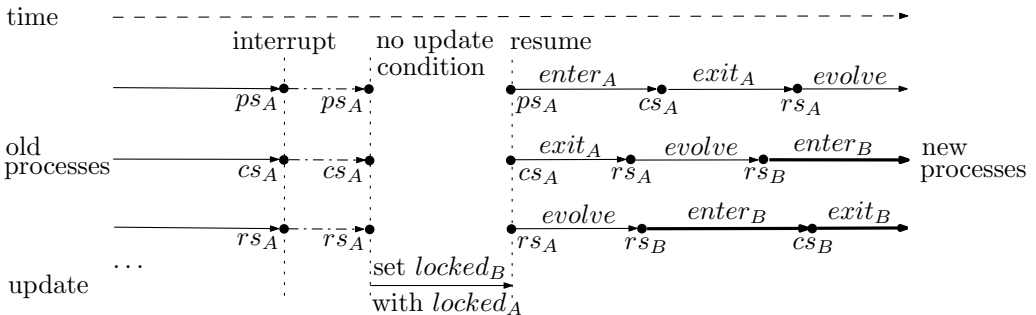 time
interrupt no update condition resume
enter_A exit_A evolve
ps_A ps_A ps_A cs_A rs_A
old processes exit_A evolve enter_B new processes
cs_A cs_A cs_A rs_A rs_B
evolve enter_B exit_B
rs_A rs_A rs_A rs_B cs_B
...
set locked_B
update
with locked_A